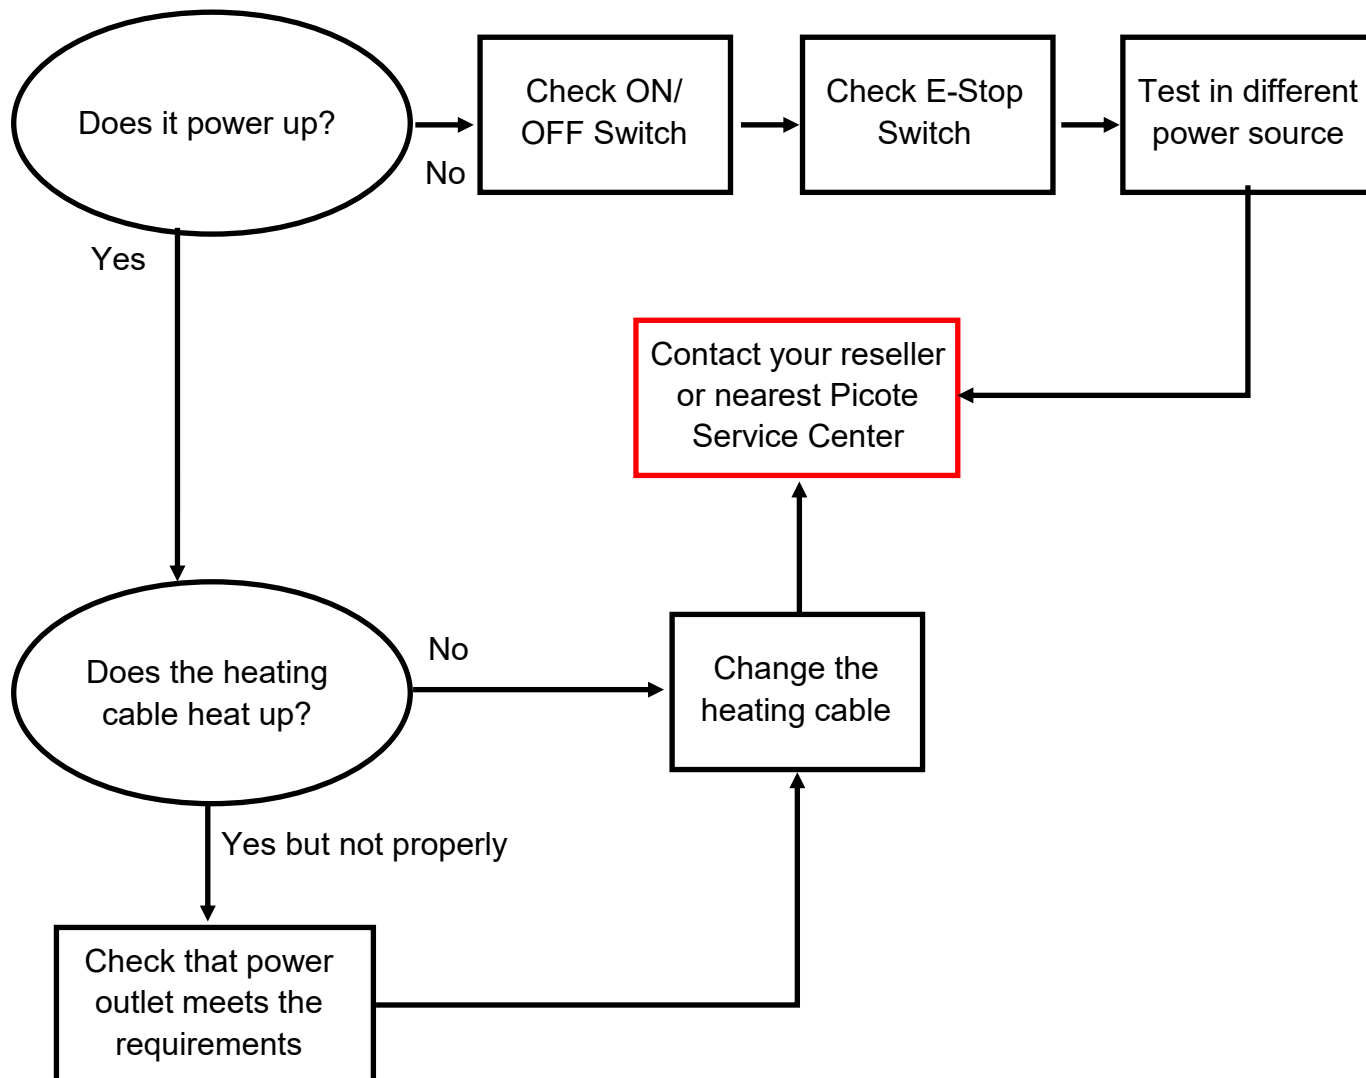 Does it power up?
No
Check ON/
OFF Switch
Check E-Stop
Switch
Test in different
power source
Yes
Contact your reseller
or nearest Picote
Service Center
Does the heating
cable heat up?
No
Change the
heating cable
Yes but not properly
Check that power
outlet meets the
requirements